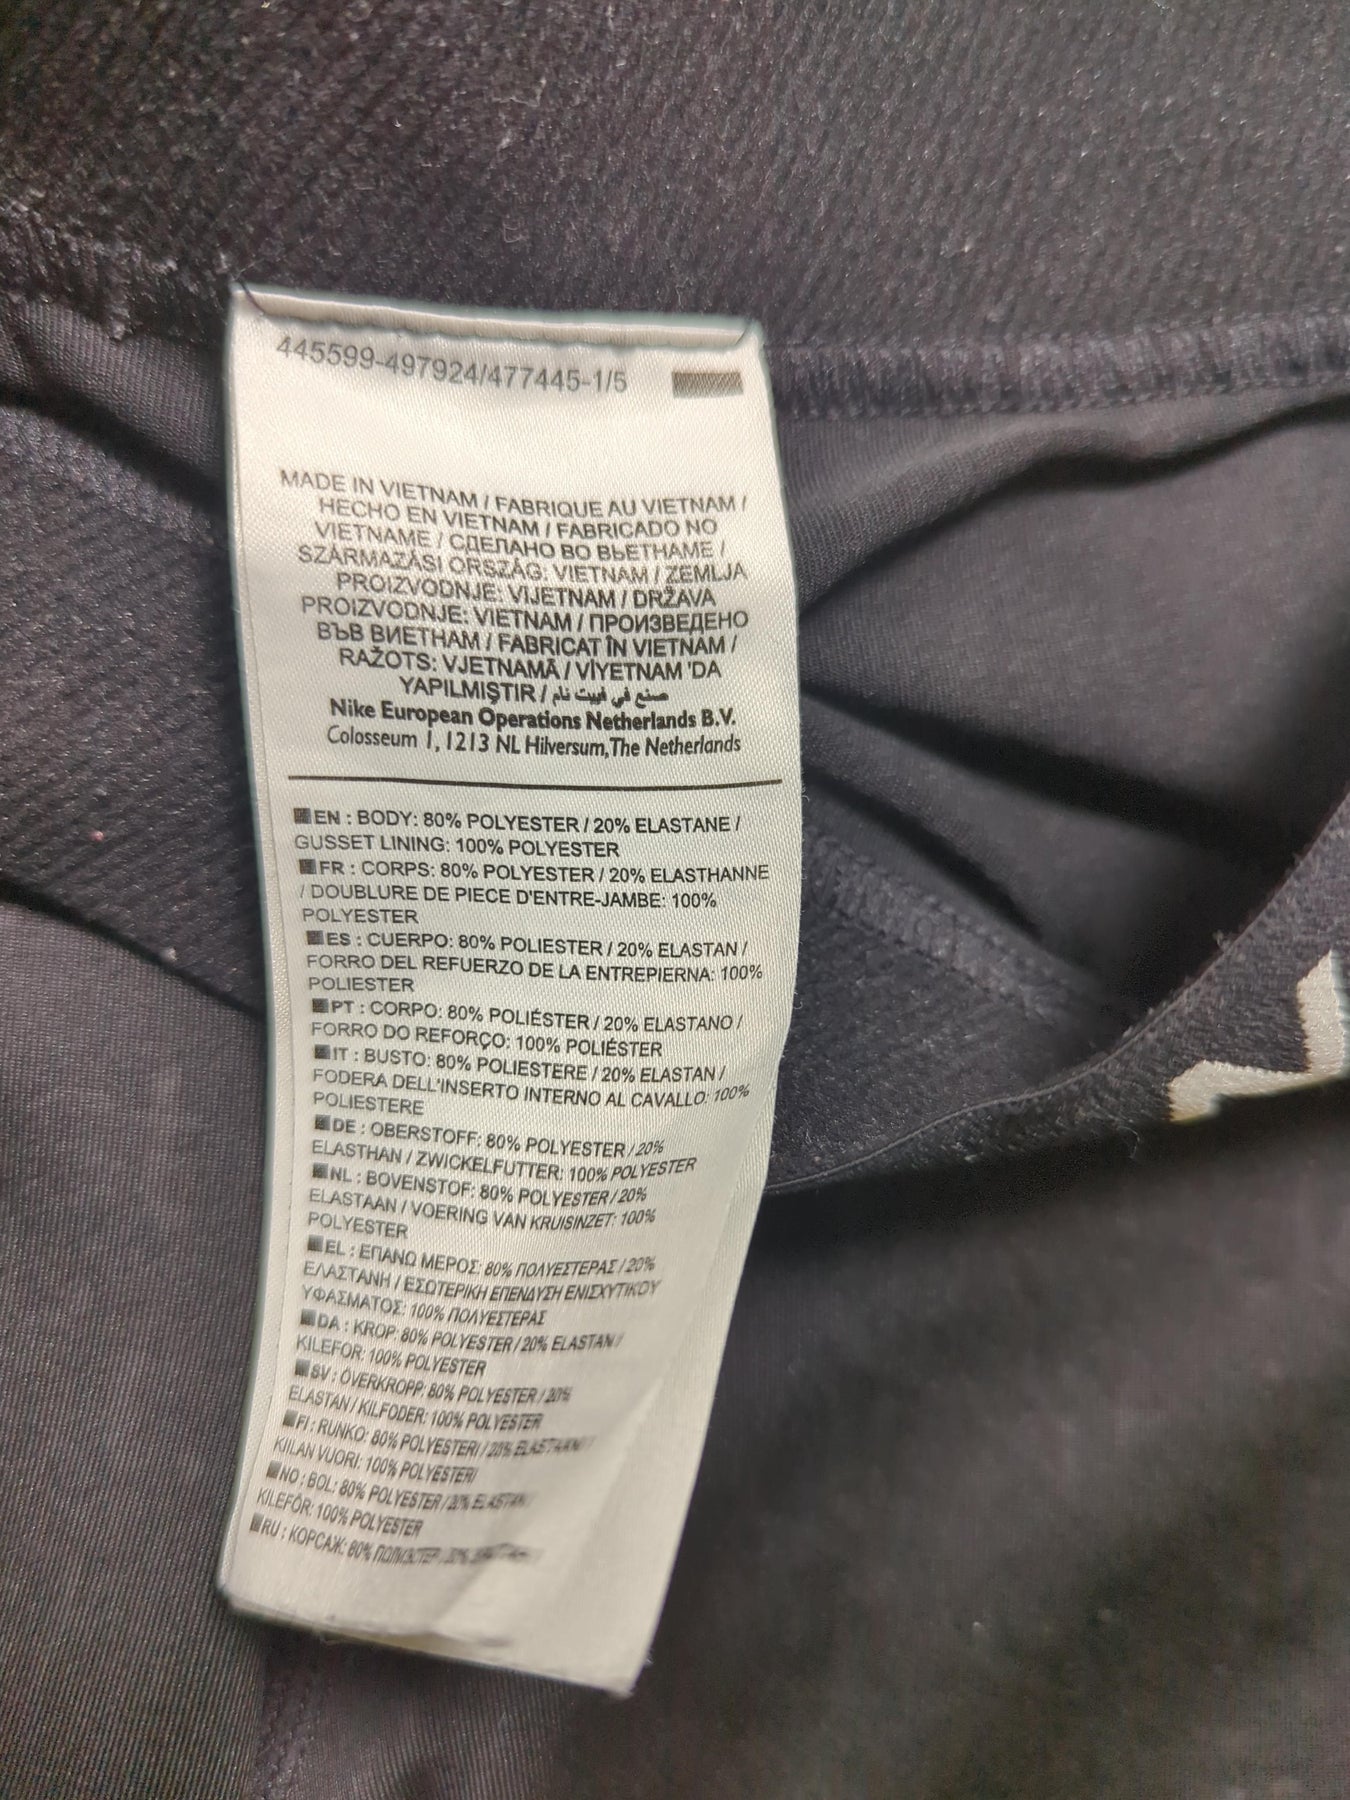 445599-497924/477445-1/5
MADE IN VIETNAM / FABRIQUE AU VIETNAM /
HECHO EN VIETNAM / FABRICADO NO
VIETNAME / СДЕЛАНО ВО ВЬЕТНАМЕ /
SZÁRMAZÁSI ORSZÁG: VIETNAM / ZEMLJA
PROIZVODNJE: VIJETNAM / DRŽAVA
PROIZVODNJE: VIETNAM / ПРОИЗВЕДЕНО
ВЪВ ВИЕТНАМ / FABRICAT ÎN VIETNAM /
RAŽOTS: VJETNAMĀ / VİYETNAM 'DA
YAPILMIŞTIR / صنع في فييت نام
Nike European Operations Netherlands B.V.
Colosseum 1, 1213 NL Hilversum, The Netherlands
EN : BODY: 80% POLYESTER / 20% ELASTANE /
GUSSET LINING: 100% POLYESTER
FR : CORPS: 80% POLYESTER / 20% ELASTHANNE
/ DOUBLURE DE PIECE D'ENTRE-JAMBE: 100%
POLYESTER
ES : CUERPO: 80% POLIESTER / 20% ELASTAN /
FORRO DEL REFUERZO DE LA ENTREPIERNA: 100%
POLIESTER
PT : CORPO: 80% POLIÉSTER / 20% ELASTANO /
FORRO DO REFORÇO: 100% POLIÉSTER
IT : BUSTO: 80% POLIESTERE / 20% ELASTAN /
FODERA DELL'INSERTO INTERNO AL CAVALLO: 100%
POLIESTERE
DE : OBERSTOFF: 80% POLYESTER / 20%
ELASTHAN / ZWICKELFUTTER: 100% POLYESTER
NL : BOVENSTOF: 80% POLYESTER / 20%
ELASTAAN / VOERING VAN KRUISINZET: 100%
POLYESTER
EL : ΕΠΑΝΩ ΜΕΡΟΣ: 80% ΠΟΛΥΕΣΤΕΡΑΣ / 20%
ΕΛΑΣΤΑΝΗ / ΕΣΩΤΕΡΙΚΗ ΕΠΕΝΔΥΣΗ ΕΝΙΣΧΥΤΙΚΟΥ
ΥΦΑΣΜΑΤΟΣ: 100% ΠΟΛΥΕΣΤΕΡΑΣ
DA : KROP: 80% POLYESTER / 20% ELASTAN /
KILEFOR: 100% POLYESTER
SV : ÖVERKROPP: 80% POLYESTER / 20%
ELASTAN / KILFODER: 100% POLYESTER
FI : RUNKO: 80% POLYESTERI / 20% ELASTAANI /
KIILAN VUORI: 100% POLYESTERI
NO : BOL: 80% POLYESTER / 20% ELASTAN /
KILEFÔR: 100% POLYESTER
RU : КОРСАЖ: 80% ПОЛИЭСТЕР / 20%